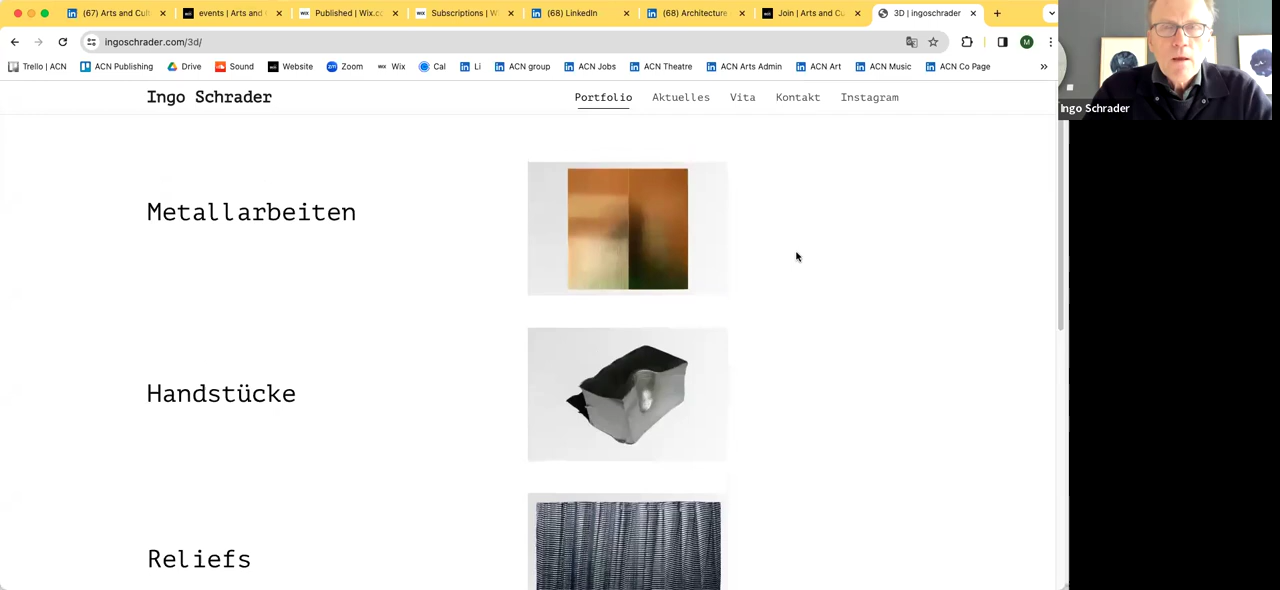 (67) Arts and Cult
events | Arts and
Published | Wix.co
Subscriptions | W
(68) LinkedIn
(68) Architecture
Join | Arts and Cu
3D | ingoschrader
ingoschrader.com/3d/
M
Trello | ACN
ACN Publishing
Drive
Sound
Website
Zoom
WIX Wix
Cal
Li
ACN group
ACN Jobs
ACN Theatre
ACN Arts Admin
ACN Art
ACN Music
ACN Co Page
»
Ingo Schrader
Portfolio
Aktuelles
Vita
Kontakt
Instagram
Ingo Schrader
Metallarbeiten
Handstücke
Reliefs